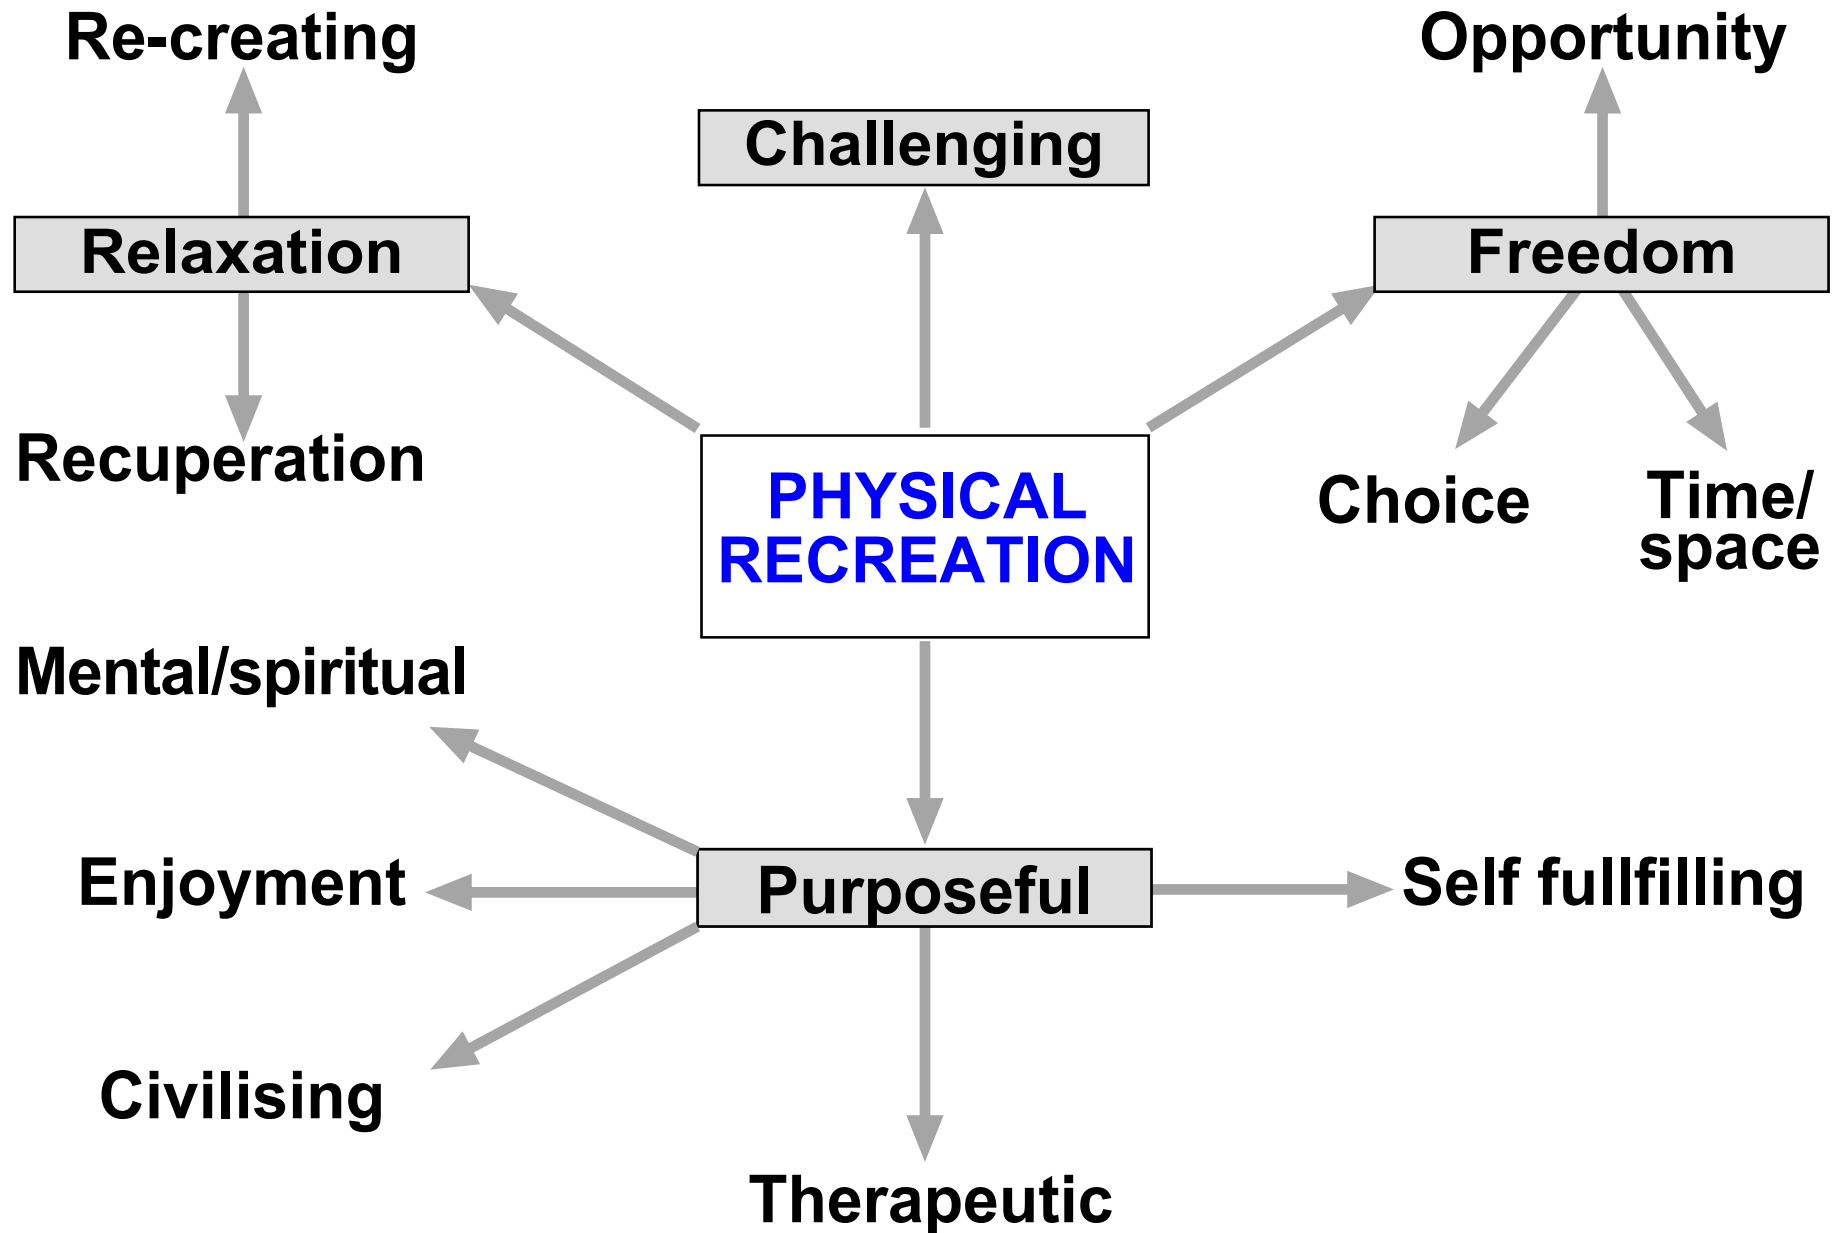 Re-creating
Opportunity
Challenging
Relaxation
Freedom
Recuperation
PHYSICAL
RECREATION
Choice
Time/
space
Mental/spiritual
Enjoyment
Purposeful
Self fullfilling
Civilising
Therapeutic